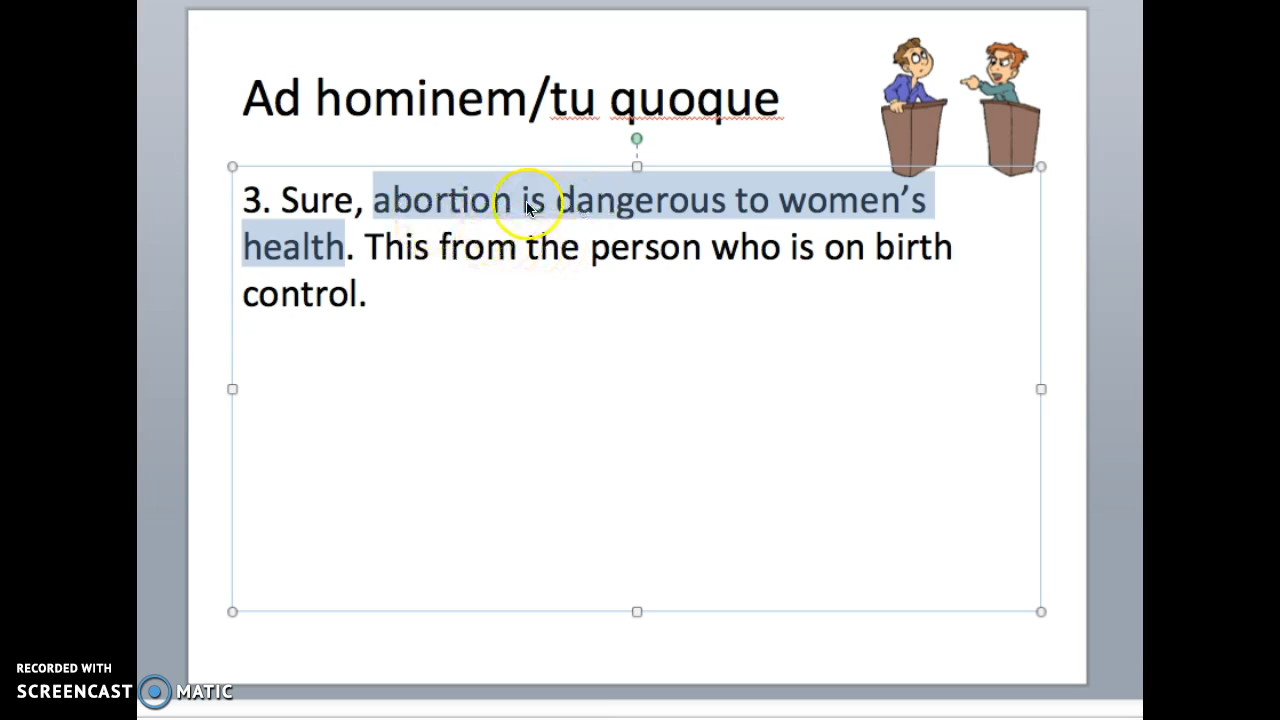 Ad hominem/tu quoque
3. Sure, abortion is dangerous to women’s
health. This from the person who is on birth
control.
RECORDED WITH
SCREENCAST MATIC